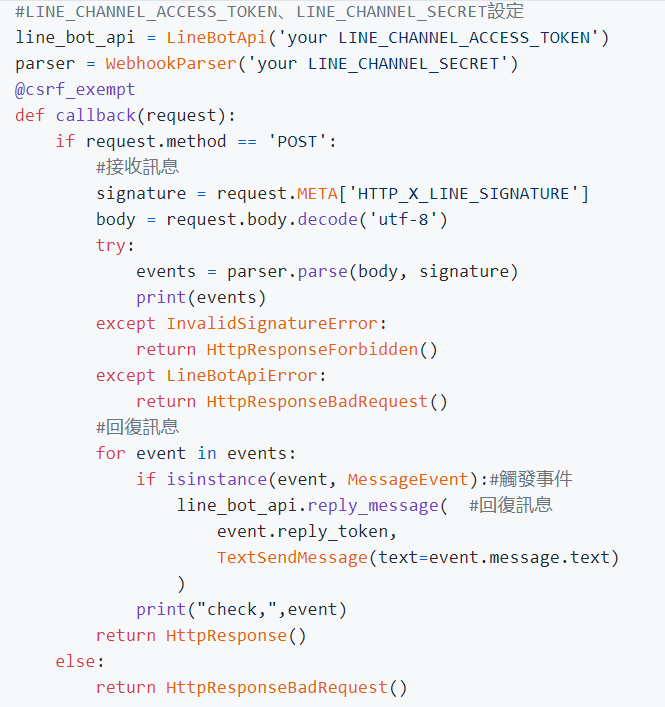 #LINE_CHANNEL_ACCESS_TOKEN、LINE_CHANNEL_SECRET設定
line_bot_api = LineBotApi('your LINE_CHANNEL_ACCESS_TOKEN')
parser = WebhookParser('your LINE_CHANNEL_SECRET')
@csrf_exempt
def callback(request):
    if request.method == 'POST':
        #接收訊息
        signature = request.META['HTTP_X_LINE_SIGNATURE']
        body = request.body.decode('utf-8')
        try:
            events = parser.parse(body, signature)
            print(events)
        except InvalidSignatureError:
            return HttpResponseForbidden()
        except LineBotApiError:
            return HttpResponseBadRequest()
        #回復訊息
        for event in events:
            if isinstance(event, MessageEvent):#觸發事件
                line_bot_api.reply_message(  #回復訊息
                    event.reply_token,
                    TextSendMessage(text=event.message.text)
                )
            print("check,",event)
        return HttpResponse()
    else:
        return HttpResponseBadRequest()